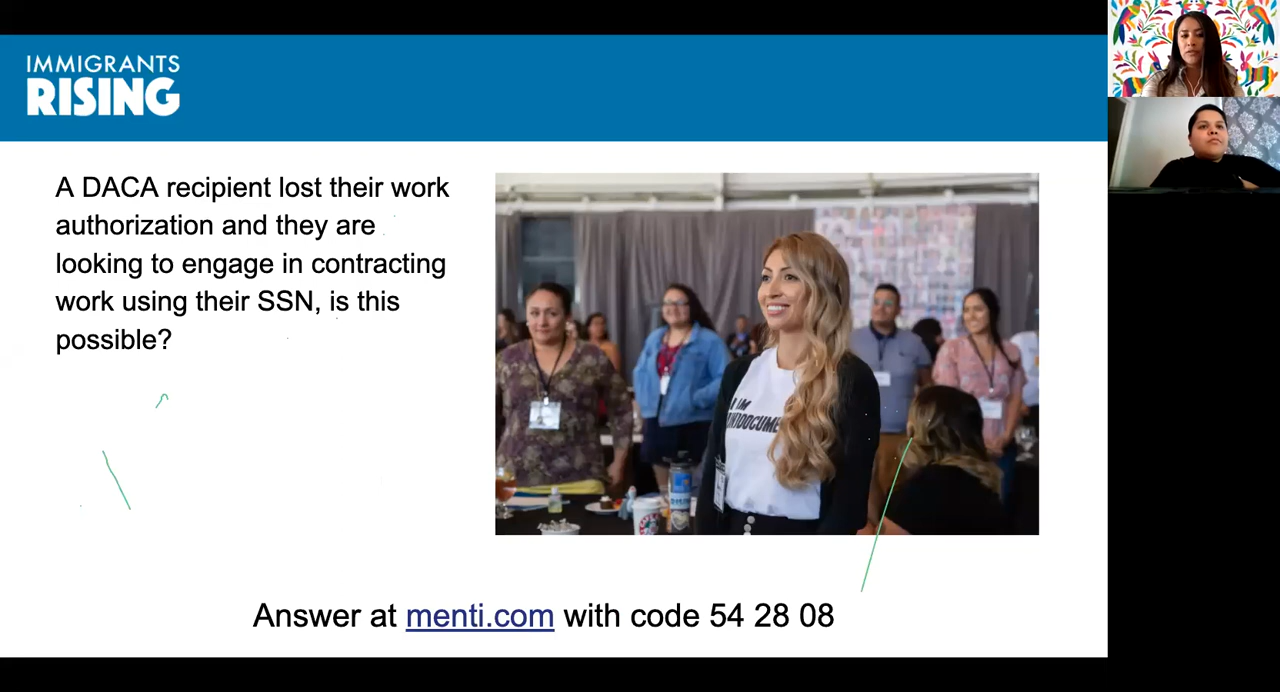 IMMIGRANTS
RISING
A DACA recipient lost their work
authorization and they are
looking to engage in contracting
work using their SSN, is this
possible?
I AM
Answer at menti.com with code 54 28 08